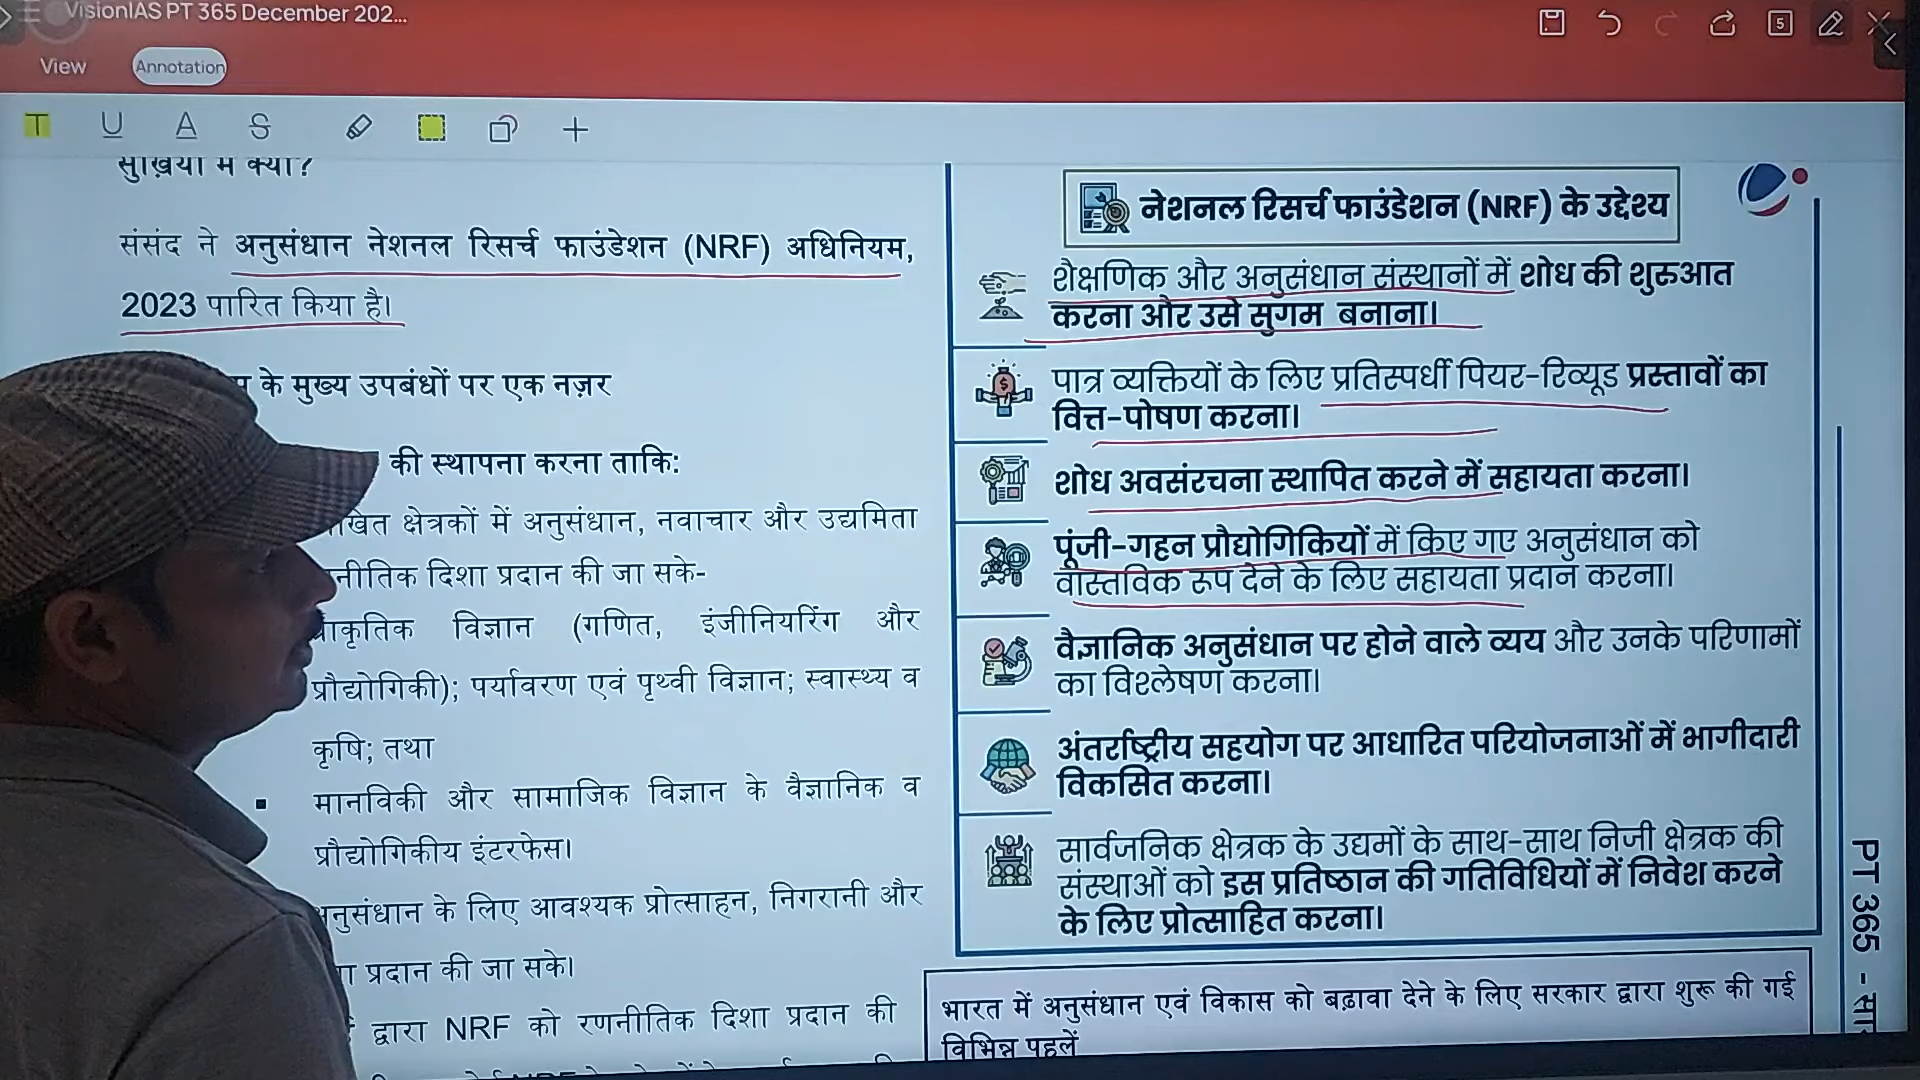 VisionIAS PT 365 December 202...
View
Annotation
T U A S
5
सुर्ख़ियों में क्यों?
संसंद ने अनुसंधान नेशनल रिसर्च फाउंडेशन (NRF) अधिनियम,
2023 पारित किया है।
के मुख्य उपबंधों पर एक नज़र
की स्थापना करना ताकि:
क्षेत्रकों में अनुसंधान, नवाचार और उद्यमिता
दिशा प्रदान की जा सके-
विज्ञान (गणित, इंजीनियरिंग और
प्रौद्योगिकी); पर्यावरण एवं पृथ्वी विज्ञान; स्वास्थ्य व
कृषि; तथा
▪ मानविकी और सामाजिक विज्ञान के वैज्ञानिक व
प्रौद्योगिकीय इंटरफेस।
के लिए आवश्यक प्रोत्साहन, निगरानी और
प्रदान की जा सके।
द्वारा NRF को रणनीतिक दिशा प्रदान की
नेशनल रिसर्च फाउंडेशन (NRF) के उद्देश्य
शैक्षणिक और अनुसंधान संस्थानों में शोध की शुरुआत
करना और उसे सुगम बनाना।
पात्र व्यक्तियों के लिए प्रतिस्पर्धी पियर-रिव्यूड प्रस्तावों का
वित्त-पोषण करना।
शोध अवसंरचना स्थापित करने में सहायता करना।
पूंजी-गहन प्रौद्योगिकियों में किए गए अनुसंधान को
वास्तविक रूप देने के लिए सहायता प्रदान करना।
वैज्ञानिक अनुसंधान पर होने वाले व्यय और उनके परिणामों
का विश्लेषण करना।
अंतर्राष्ट्रीय सहयोग पर आधारित परियोजनाओं में भागीदारी
विकसित करना।
सार्वजनिक क्षेत्रक के उद्यमों के साथ-साथ निजी क्षेत्रक की
संस्थाओं को इस प्रतिष्ठान की गतिविधियों में निवेश करने
के लिए प्रोत्साहित करना।
भारत में अनुसंधान एवं विकास को बढ़ावा देने के लिए सरकार द्वारा शुरू की गई
विभिन्न पहलें
PT 365 -